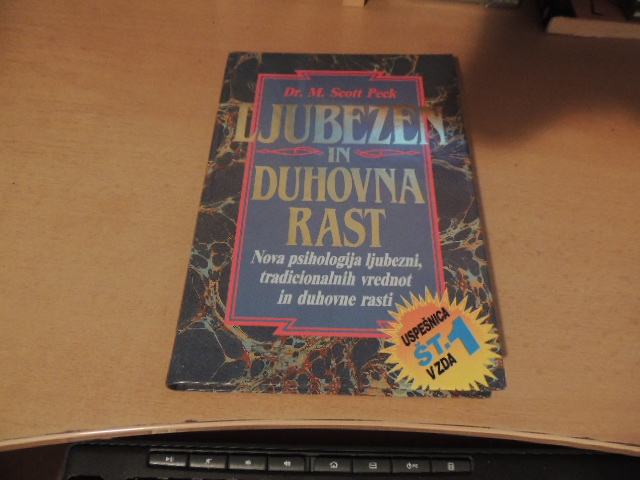 Dr. M. Scott Peck
LJUBEZEN
IN
DUHOVNA
RAST
Nova psihologija ljubezni,
tradicionalnih vrednot
in duhovne rasti
USPEŠNICA
ŠT. 1
V ZDA